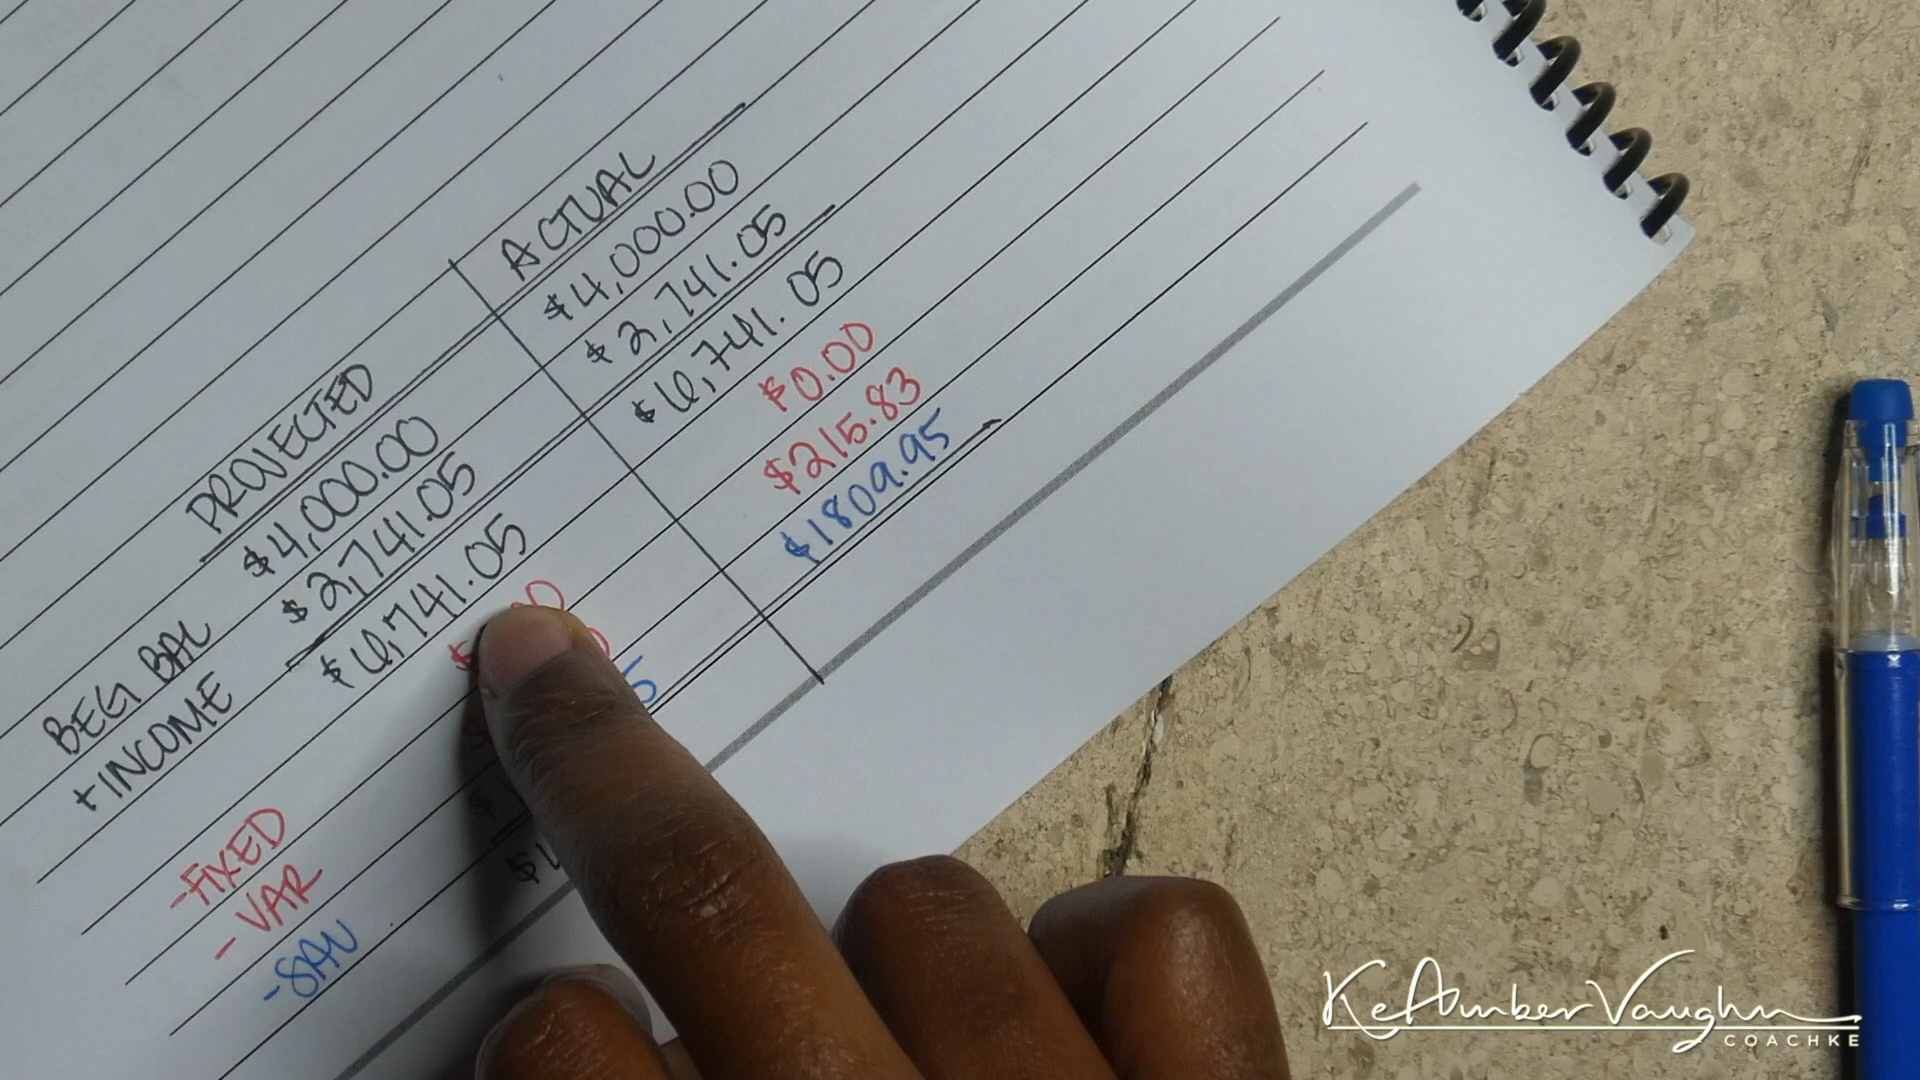 PROJECTED ACTUAL
BEG BAL $4,000.00 $4,000.00
+INCOME $2,741.05 $2,741.05
$6,741.05 $6,741.05
-FIXED $0.00
-VAR $215.83
-SAV $1809.95
KeAmber Vaughn
COACHKE